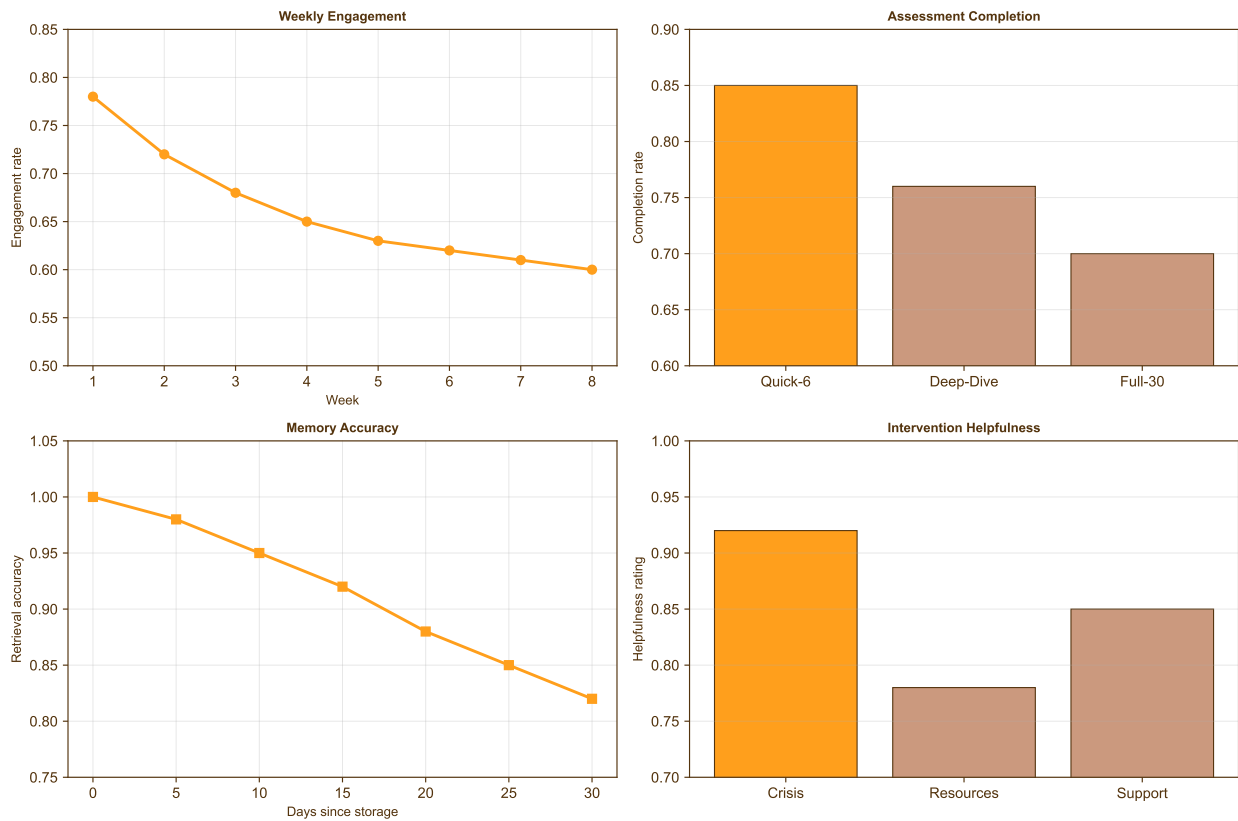 Weekly Engagement
0.85
0.80
0.75
0.70
0.65
0.60
0.55
0.50
Engagement rate
1 2 3 4 5 6 7 8
Week
Assessment Completion
0.90
0.85
0.80
0.75
0.70
0.65
0.60
Completion rate
Quick-6 Deep-Dive Full-30
Memory Accuracy
1.05
1.00
0.95
0.90
0.85
0.80
0.75
Retrieval accuracy
0 5 10 15 20 25 30
Days since storage
Intervention Helpfulness
1.00
0.95
0.90
0.85
0.80
0.75
0.70
Helpfulness rating
Crisis Resources Support